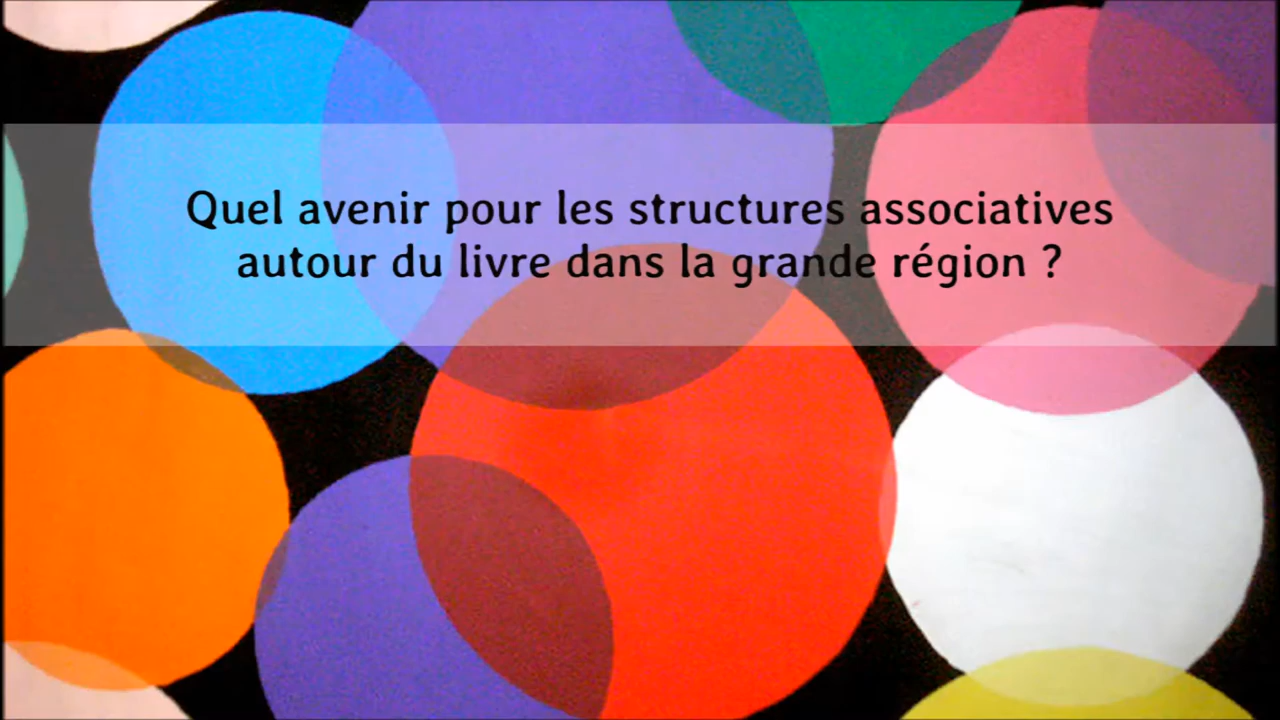 Quel avenir pour les structures associatives
autour du livre dans la grande région ?